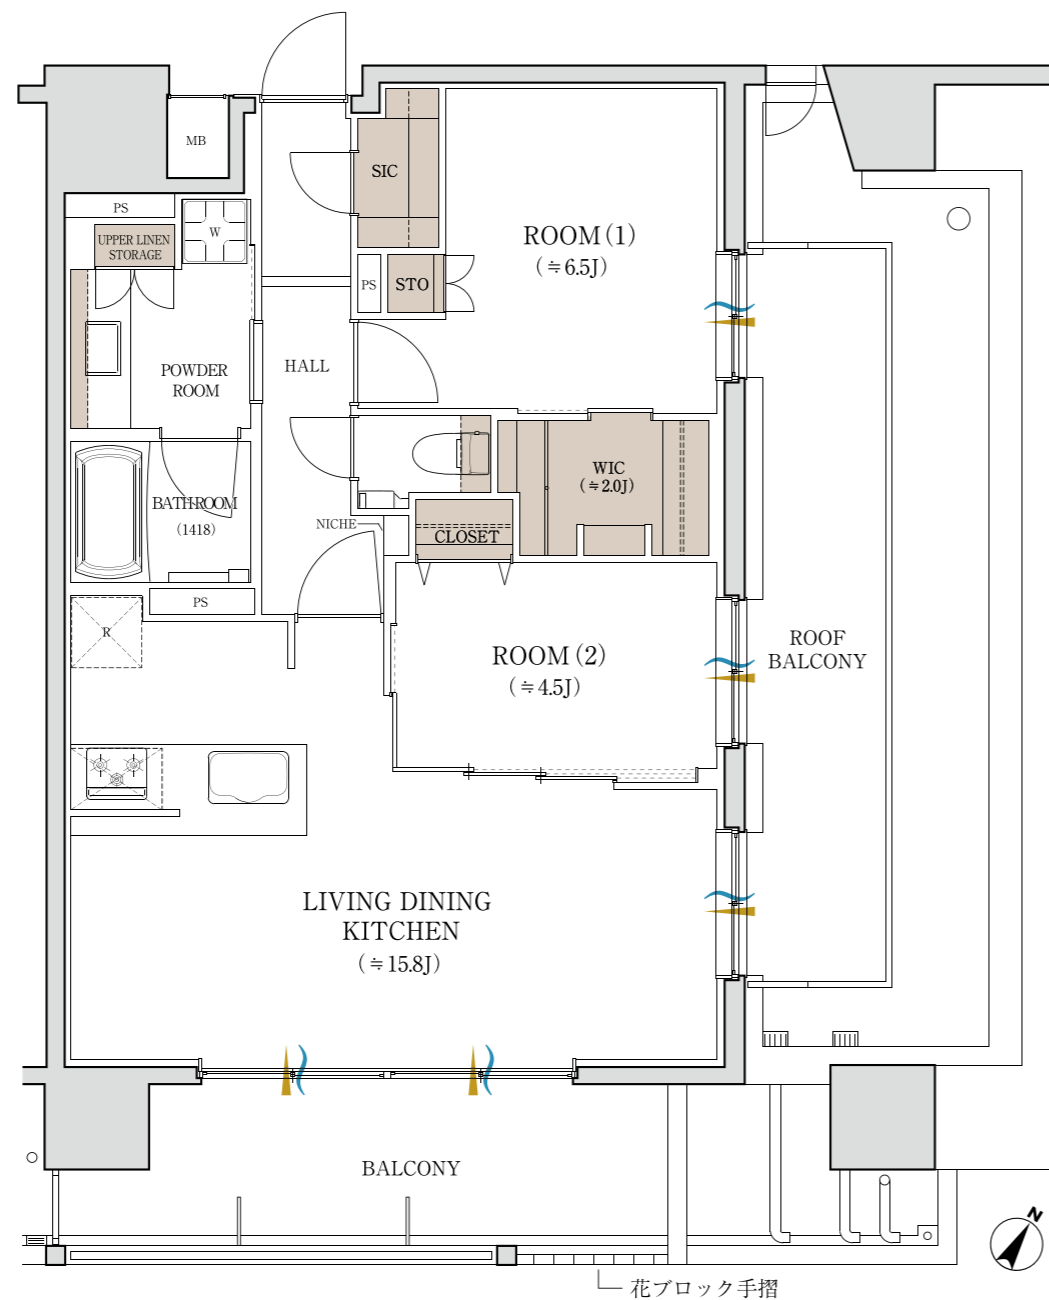 MB
SIC
PS
W
UPPER LINEN
STORAGE
ROOM(1)
(≒6.5J)
PS
STO
HALL
POWDER
ROOM
WIC
(≒2.0J)
BATHROOM
(1418)
NICHE
CLOSET
PS
R
ROOM(2)
(≒4.5J)
ROOF
BALCONY
LIVING DINING
KITCHEN
(≒15.8J)
BALCONY
N
花ブロック手摺